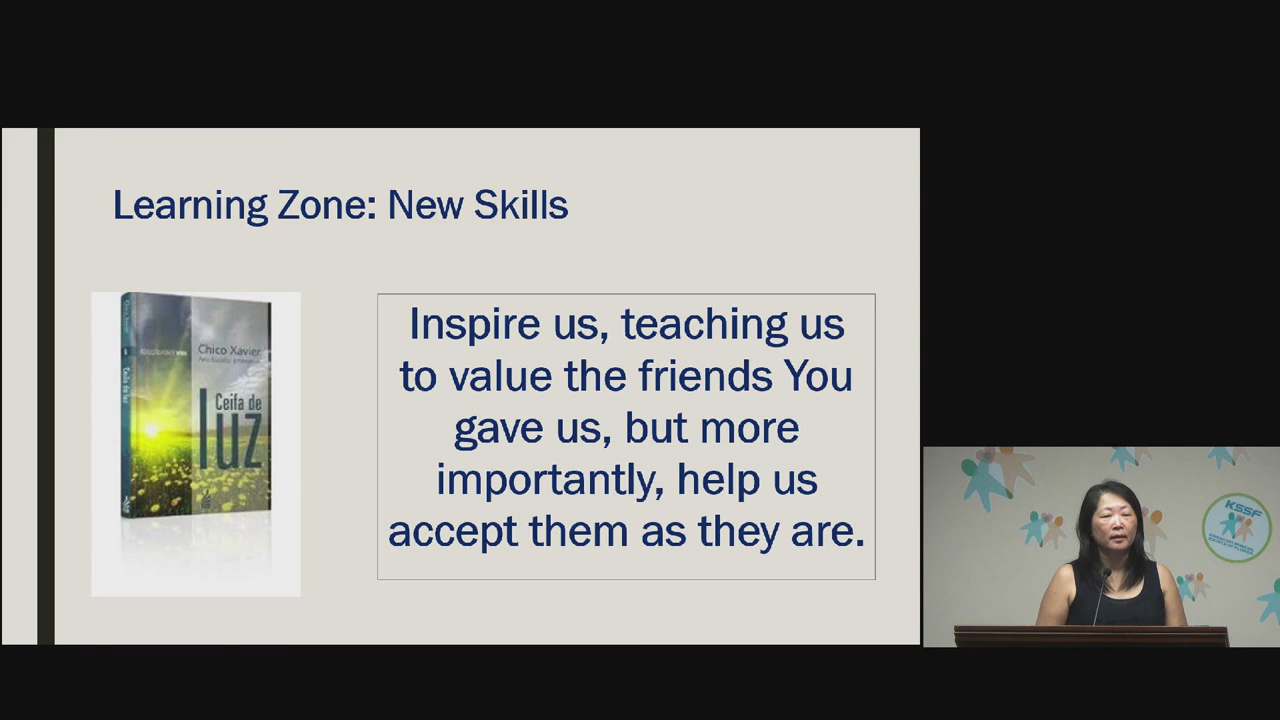 Learning Zone: New Skills
Chico Xavier
Ceifa de
luz
Inspire us, teaching us
to value the friends You
gave us, but more
importantly, help us
accept them as they are.
KSSF